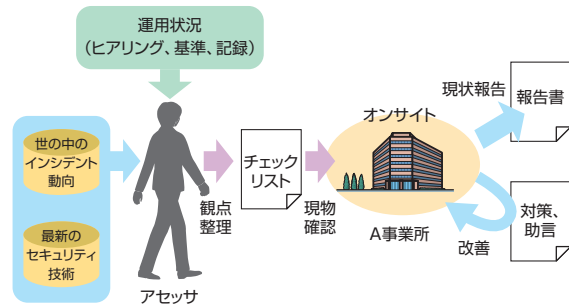 運用状況
（ヒアリング、基準、記録）
世の中の
インシデント
動向
最新の
セキュリティ
技術
アセッサ
観点
整理
チェック
リスト
現物
確認
オンサイト
A事業所
現状報告
報告書
対策、
助言
改善